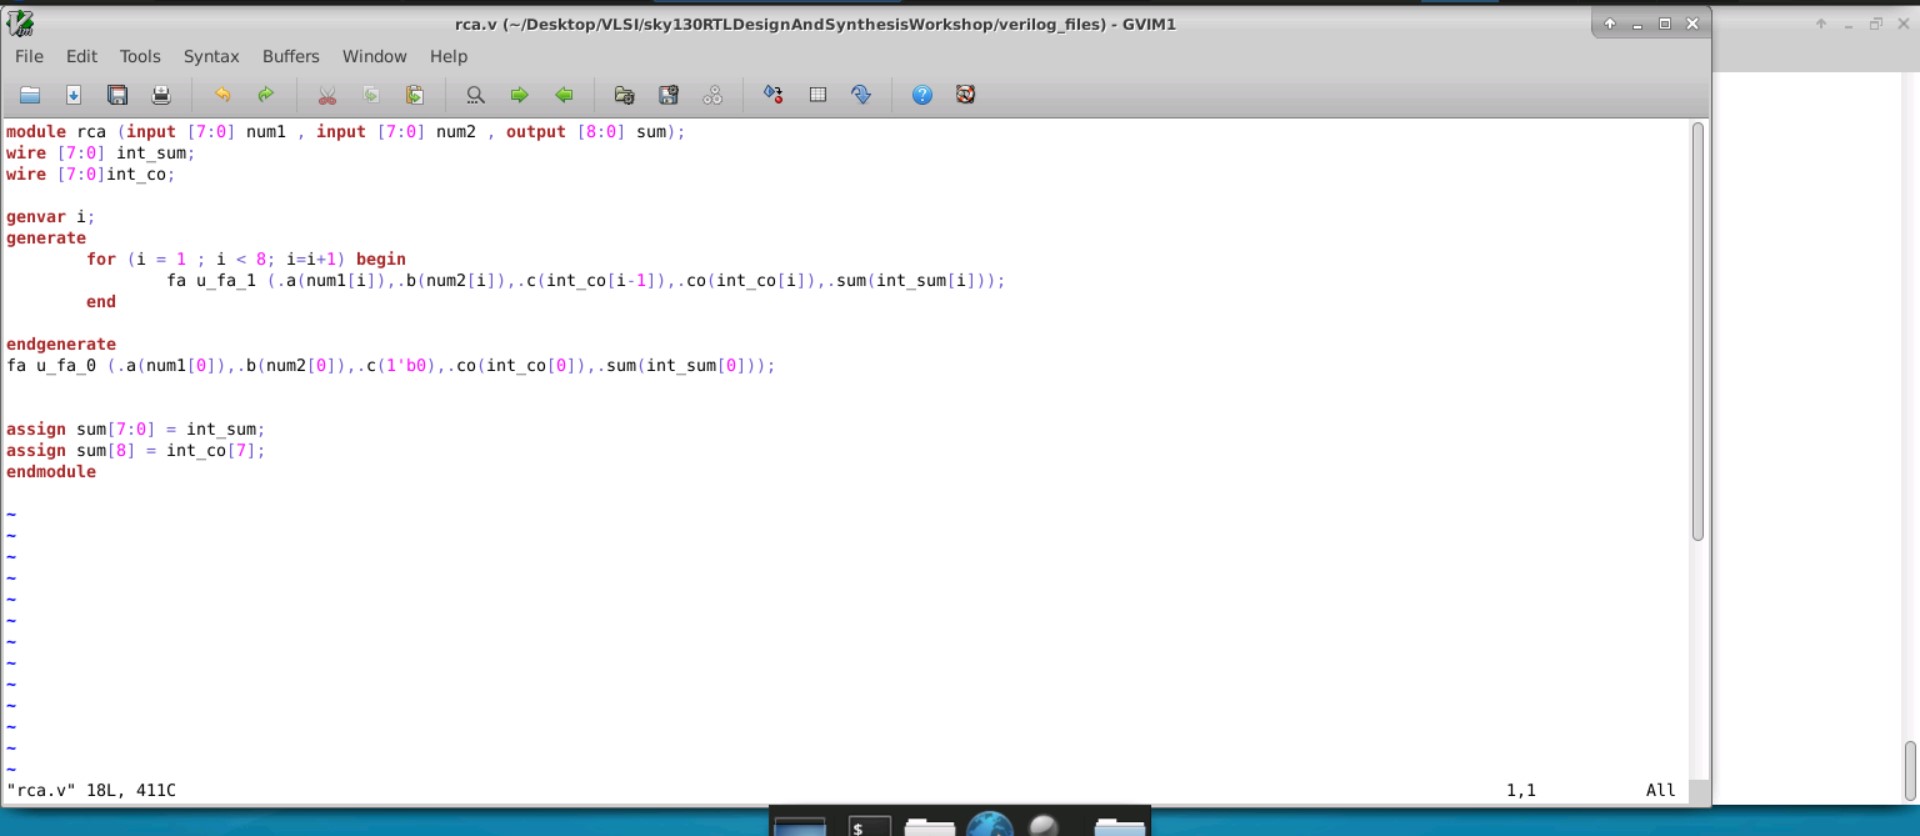 rca.v (~/Desktop/VLSI/sky130RTLDesignAndSynthesisWorkshop/verilog_files) - GVIM1
File Edit Tools Syntax Buffers Window Help
module rca (input [7:0] num1 , input [7:0] num2 , output [8:0] sum);
wire [7:0] int_sum;
wire [7:0]int_co;
genvar i;
generate
for (i = 1 ; i < 8; i=i+1) begin
fa u_fa_1 (.a(num1[i]),.b(num2[i]),.c(int_co[i-1]),.co(int_co[i]),.sum(int_sum[i]));
end
endgenerate
fa u_fa_0 (.a(num1[0]),.b(num2[0]),.c(1'b0),.co(int_co[0]),.sum(int_sum[0]));
assign sum[7:0] = int_sum;
assign sum[8] = int_co[7];
endmodule
~
~
~
~
~
~
~
~
~
~
~
~
~
"rca.v" 18L, 411C 1,1 All
$